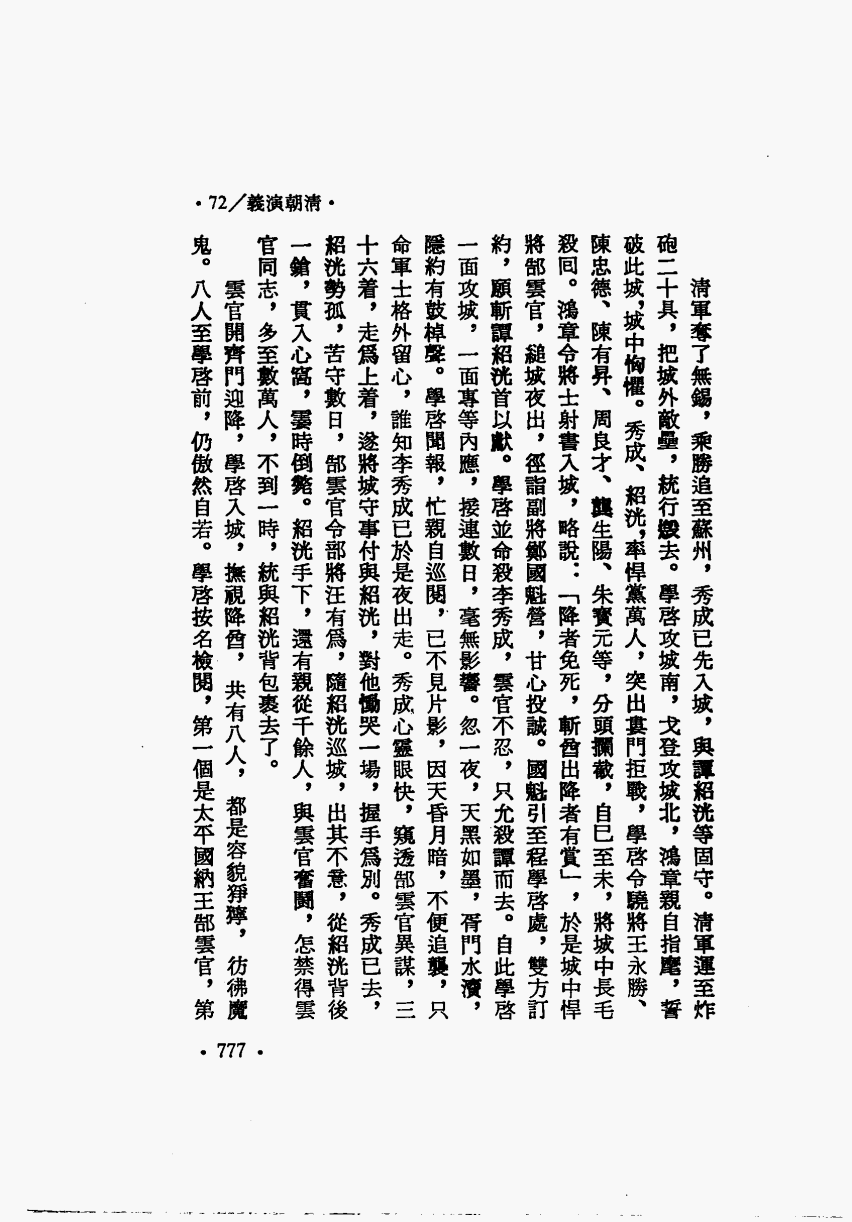 ·72／義演朝清·
清軍奪了無錫，乘勝追至蘇州，秀成已先入城，與譚紹洸等固守。清軍運至炸
砲二十具，把城外敵壘，統行毀去。學啓攻城南，戈登攻城北，鴻章親自指麾，誓
破此城，城中恟懼。秀成、紹洸，率悍黨萬人，突出婁門拒戰，學啓令驍將王永勝、
陳忠德、陳有昇、周良才、龔生陽、朱寶元等，分頭攔截，自巳至未，將城中長毛
殺囘。鴻章令將士射書入城，略說：「降者免死，斬酋出降者有賞」，於是城中悍
將郜雲官，縋城夜出，徑詣副將鄭國魁營，甘心投誠。國魁引至程學啓處，雙方訂
約，願斬譚紹洸首以獻。學啓並命殺李秀成，雲官不忍，只允殺譚而去。自此學啓
一面攻城，一面專等內應，接連數日，毫無影響。忽一夜，天黑如墨，胥門水瀆，
隱約有鼓棹聲。學啓聞報，忙親自巡閱，已不見片影，因天昏月暗，不便追襲，只
命軍士格外留心，誰知李秀成已於是夜出走。秀成心靈眼快，窺透郜雲官異謀，三
十六着，走爲上着，遂將城守事付與紹洸，對他慟哭一場，握手爲別。秀成已去，
紹洸勢孤，苦守數日，郜雲官令部將汪有爲，隨紹洸巡城，出其不意，從紹洸背後
一鎗，貫入心窩，霎時倒斃。紹洸手下，還有親從千餘人，與雲官奮鬭，怎禁得雲
官同志，多至數萬人，不到一時，統與紹洸背包裹去了。
雲官開齊門迎降，學啓入城，撫視降酋，共有八人，都是容貌猙獰，彷彿魔
鬼。八人至學啓前，仍傲然自若。學啓按名檢閱，第一個是太平國納王郜雲官，第
·777·